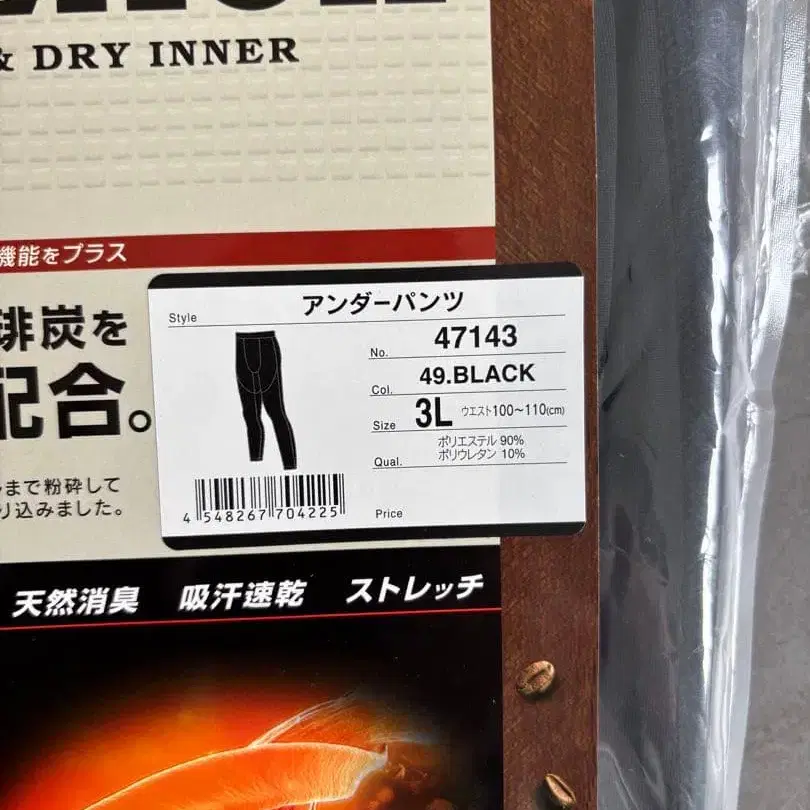 & DRY INNER
機能をプラス
琲炭を
配合。
まで粉砕して
り込みました。
Style
アンダーパンツ
No.
47143
Col.
49.BLACK
Size
3L ウエスト100〜110(cm)
Qual.
ポリエステル 90%
ポリウレタン 10%
Price
4 548267 704225
天然消臭 吸汗速乾 ストレッチ